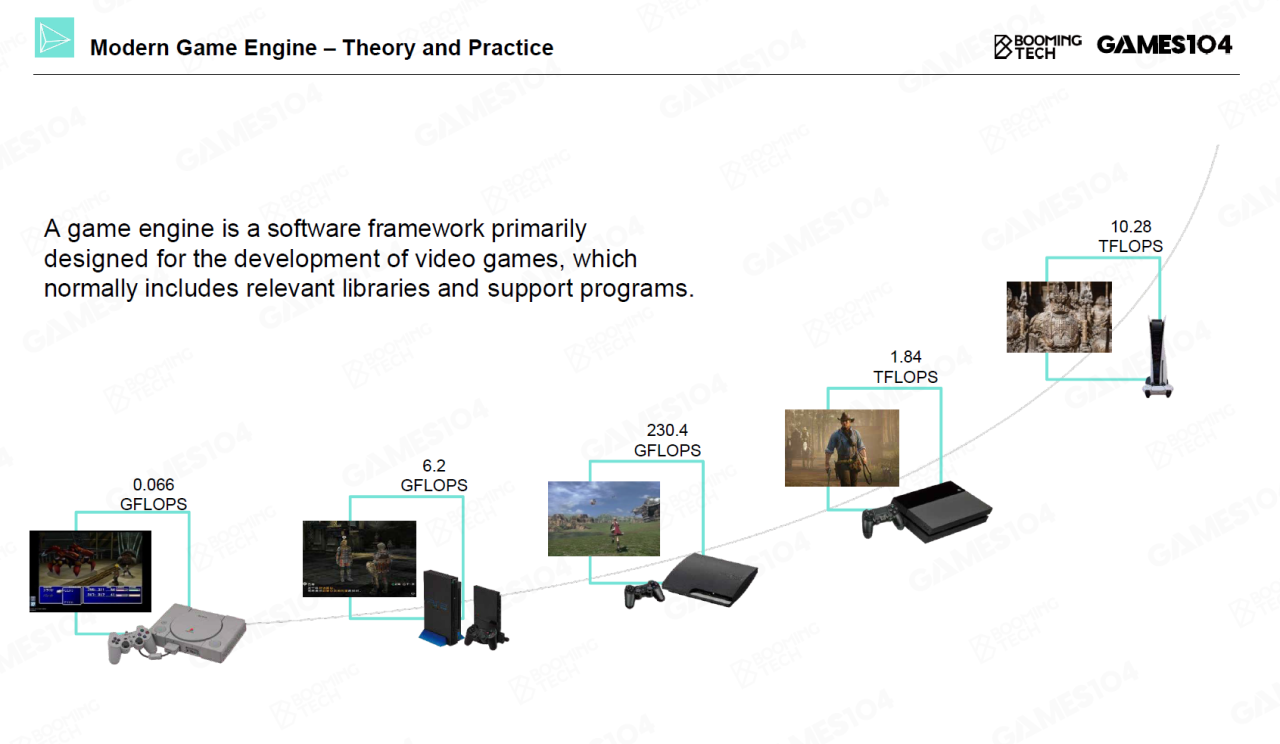 Modern Game Engine – Theory and Practice
BOOMING
TECH
GAMES104
A game engine is a software framework primarily
designed for the development of video games, which
normally includes relevant libraries and support programs.
10.28
TFLOPS
1.84
TFLOPS
230.4
GFLOPS
6.2
GFLOPS
0.066
GFLOPS